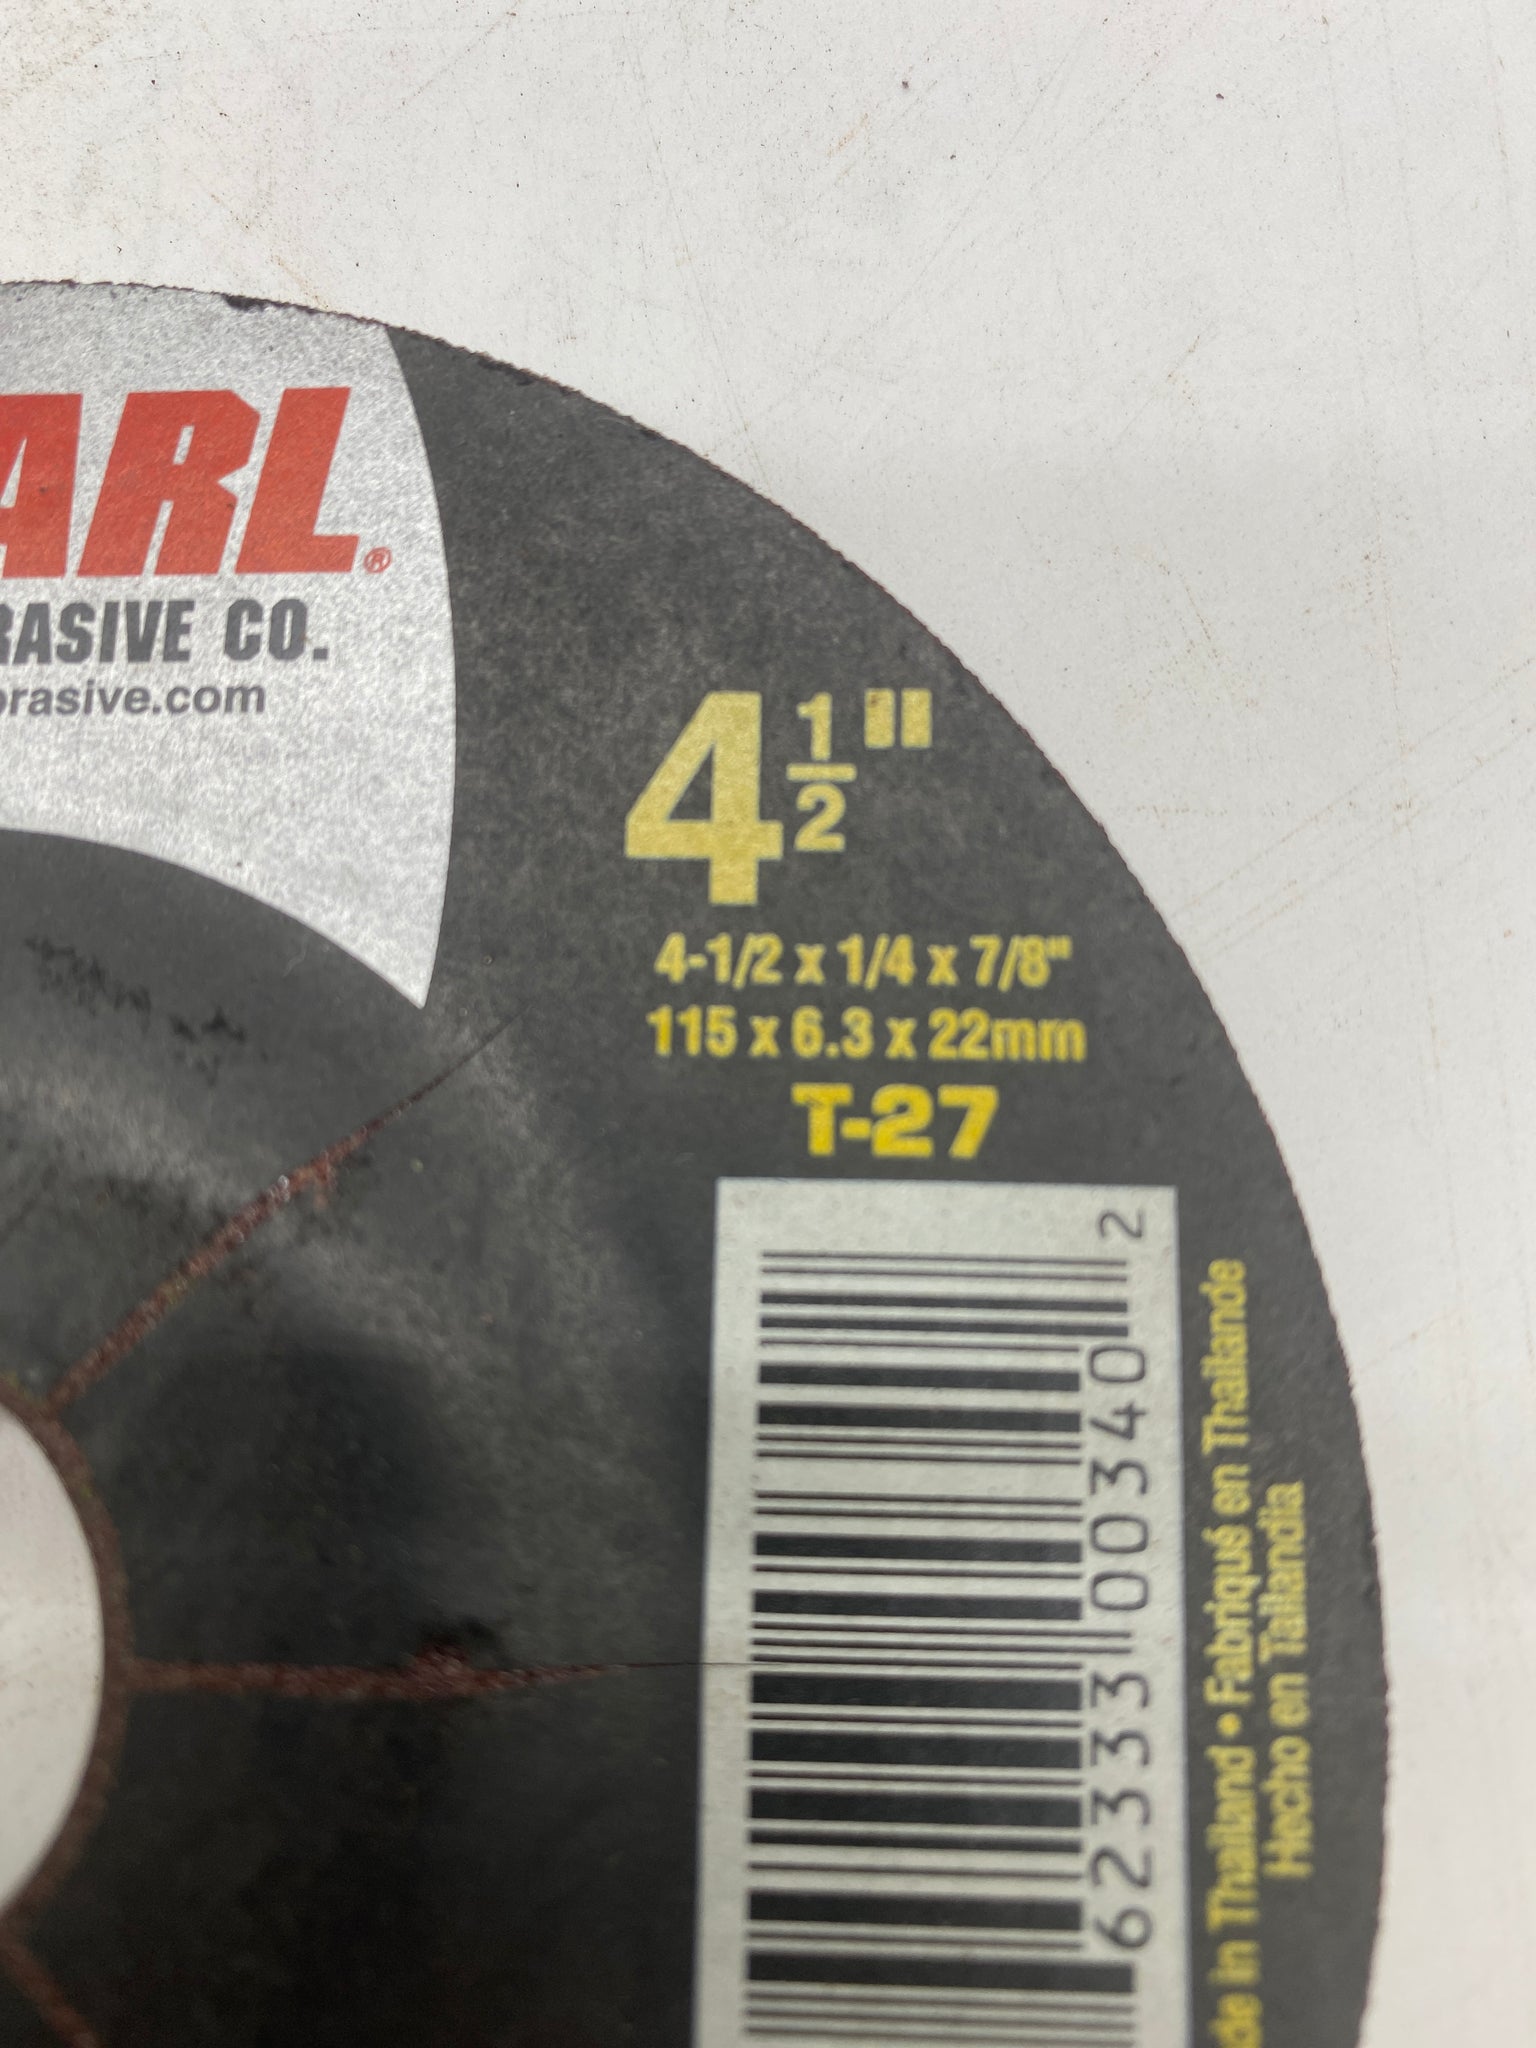 ARL®
RASIVE CO.
brasive.com
4 1/2"
4-1/2 x 1/4 x 7/8"
115 x 6.3 x 22mm
T-27
62333 00340 2
de in Thailand • Fabriqué en Thailande
Hecho en Tailandia